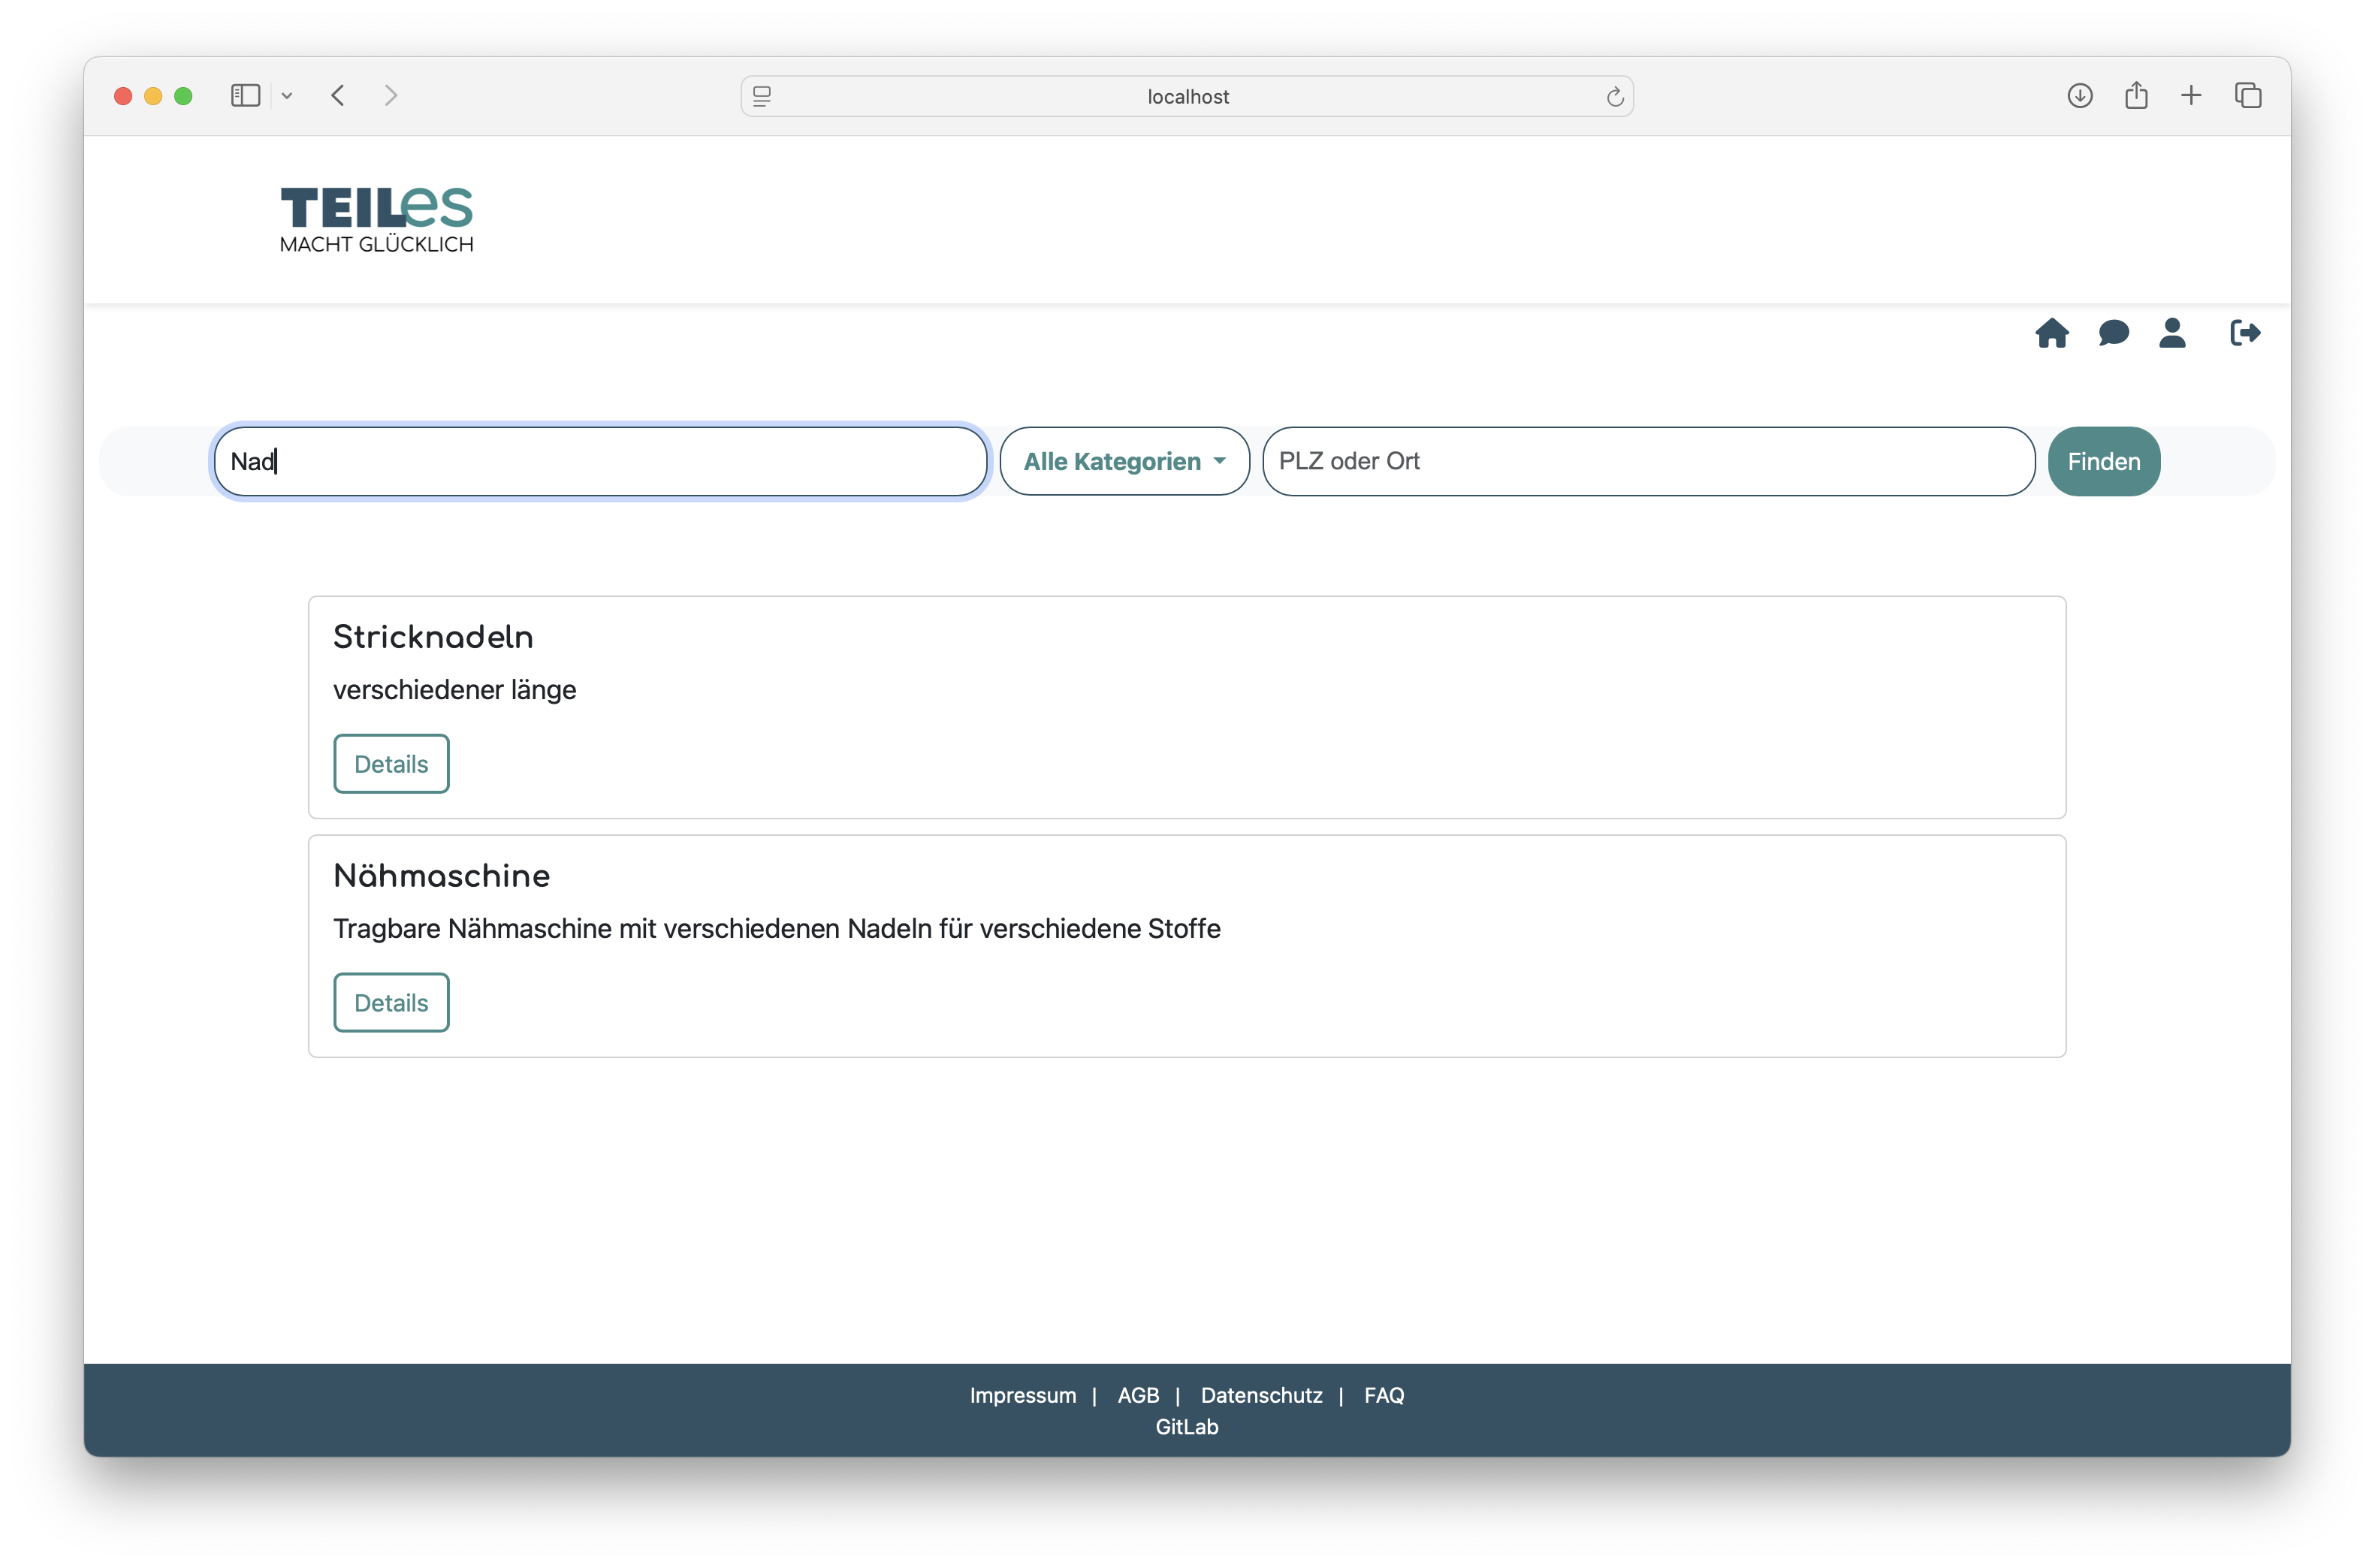 localhost
TEILes
MACHT GLÜCKLICH
Nad Alle Kategorien PLZ oder Ort Finden
Stricknadeln
verschiedener länge
Details
Nähmaschine
Tragbare Nähmaschine mit verschiedenen Nadeln für verschiedene Stoffe
Details
Impressum | AGB | Datenschutz | FAQ
GitLab